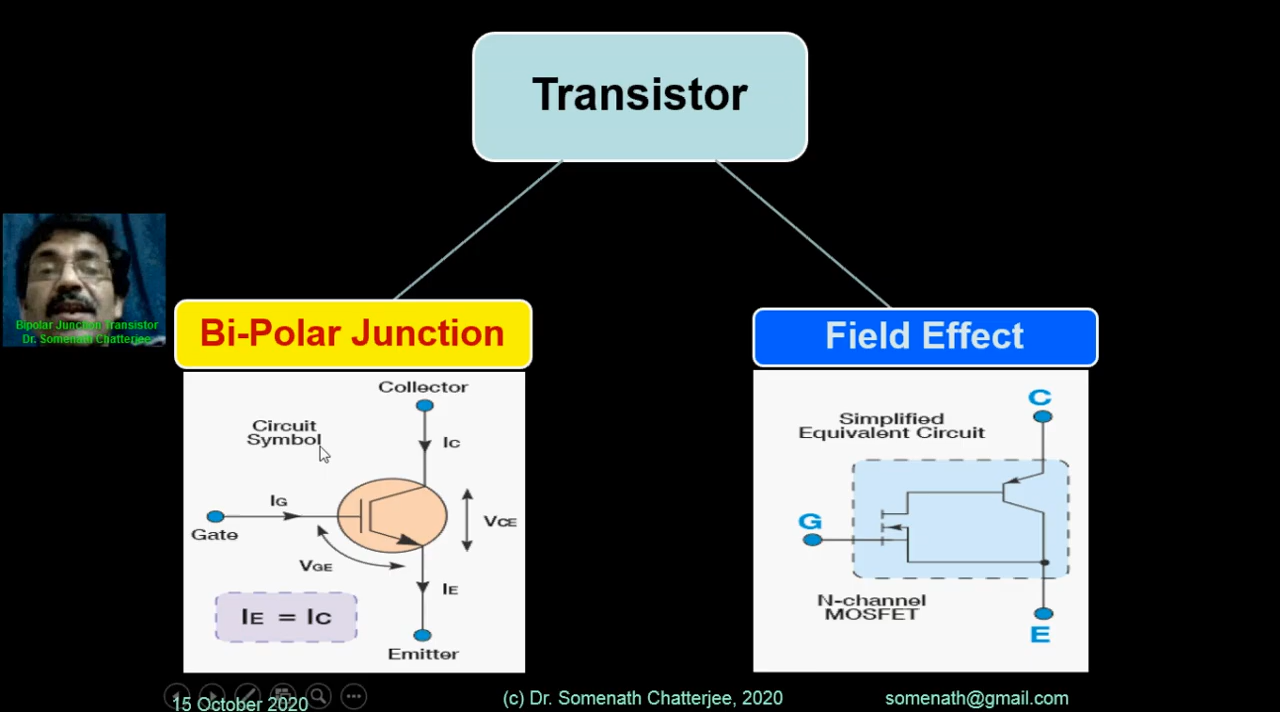 Transistor
Bipolar Junction Transistor
Dr. Somenath Chatterjee
Bi-Polar Junction
Field Effect
Collector
Circuit
Symbol
IC
IG
Gate
VCE
VGE
IE
IE = IC
Emitter
C
Simplified
Equivalent Circuit
G
N-channel
MOSFET
E
15 October 2020
(c) Dr. Somenath Chatterjee, 2020
somenath@gmail.com